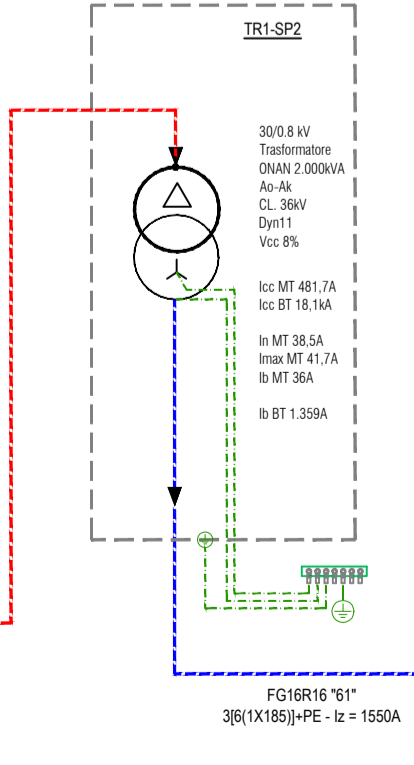 TR1-SP2
30/0.8 kV
Trasformatore
ONAN 2.000kVA
Ao-Ak
CL. 36kV
Dyn11
Vcc 8%
Icc MT 481,7A
Icc BT 18,1kA
In MT 38,5A
Imax MT 41,7A
Ib MT 36A
Ib BT 1.359A
FG16R16 "61"
3[6(1X185)]+PE - Iz = 1550A